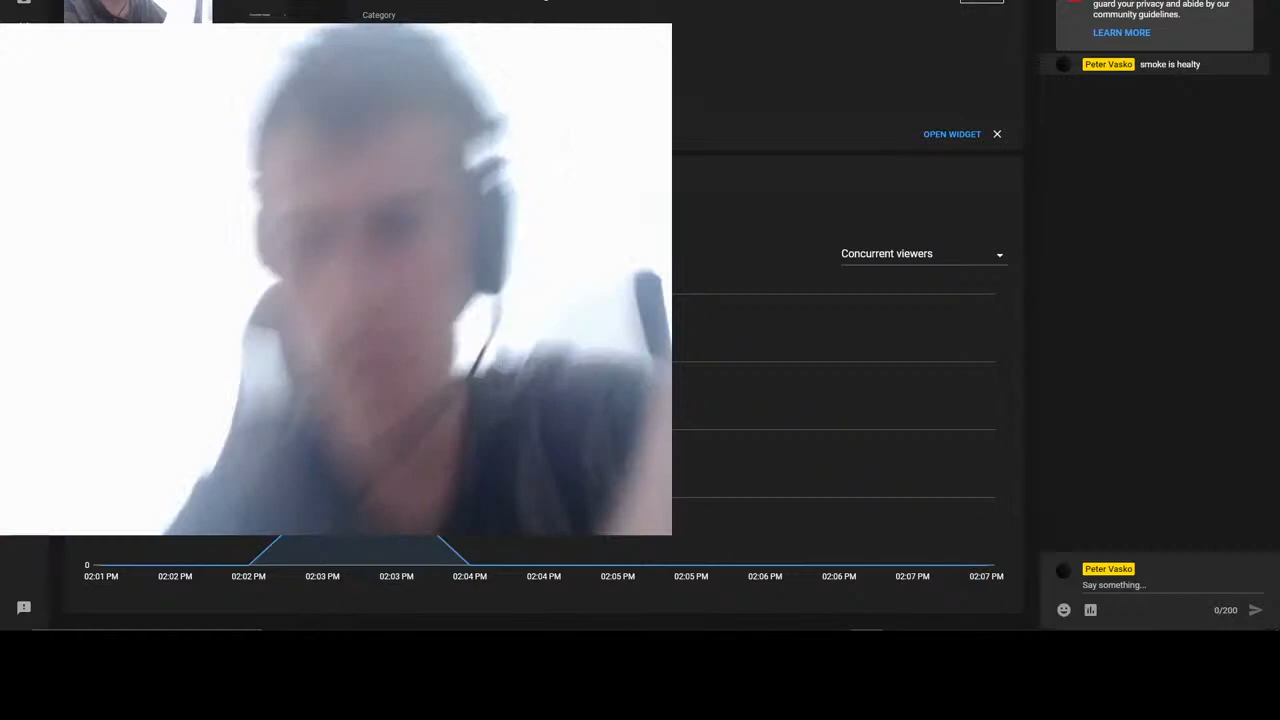 Category
guard your privacy and abide by our
community guidelines.
LEARN MORE
Peter Vasko smoke is healty
OPEN WIDGET
Concurrent viewers
0
02:01 PM 02:02 PM 02:02 PM 02:03 PM 02:03 PM 02:04 PM 02:04 PM 02:05 PM 02:05 PM 02:06 PM 02:06 PM 02:07 PM 02:07 PM
Peter Vasko
Say something...
0/200